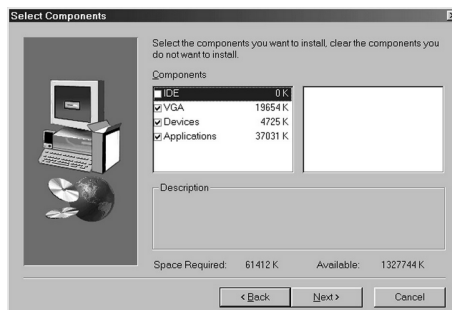 Select Components
Select the components you want to install, clear the components you
do not want to install.
Components
IDE 0 K
VGA 19654 K
Devices 4725 K
Applications 37031 K
Description
Space Required: 61412 K Available: 1327744 K
< Back Next > Cancel